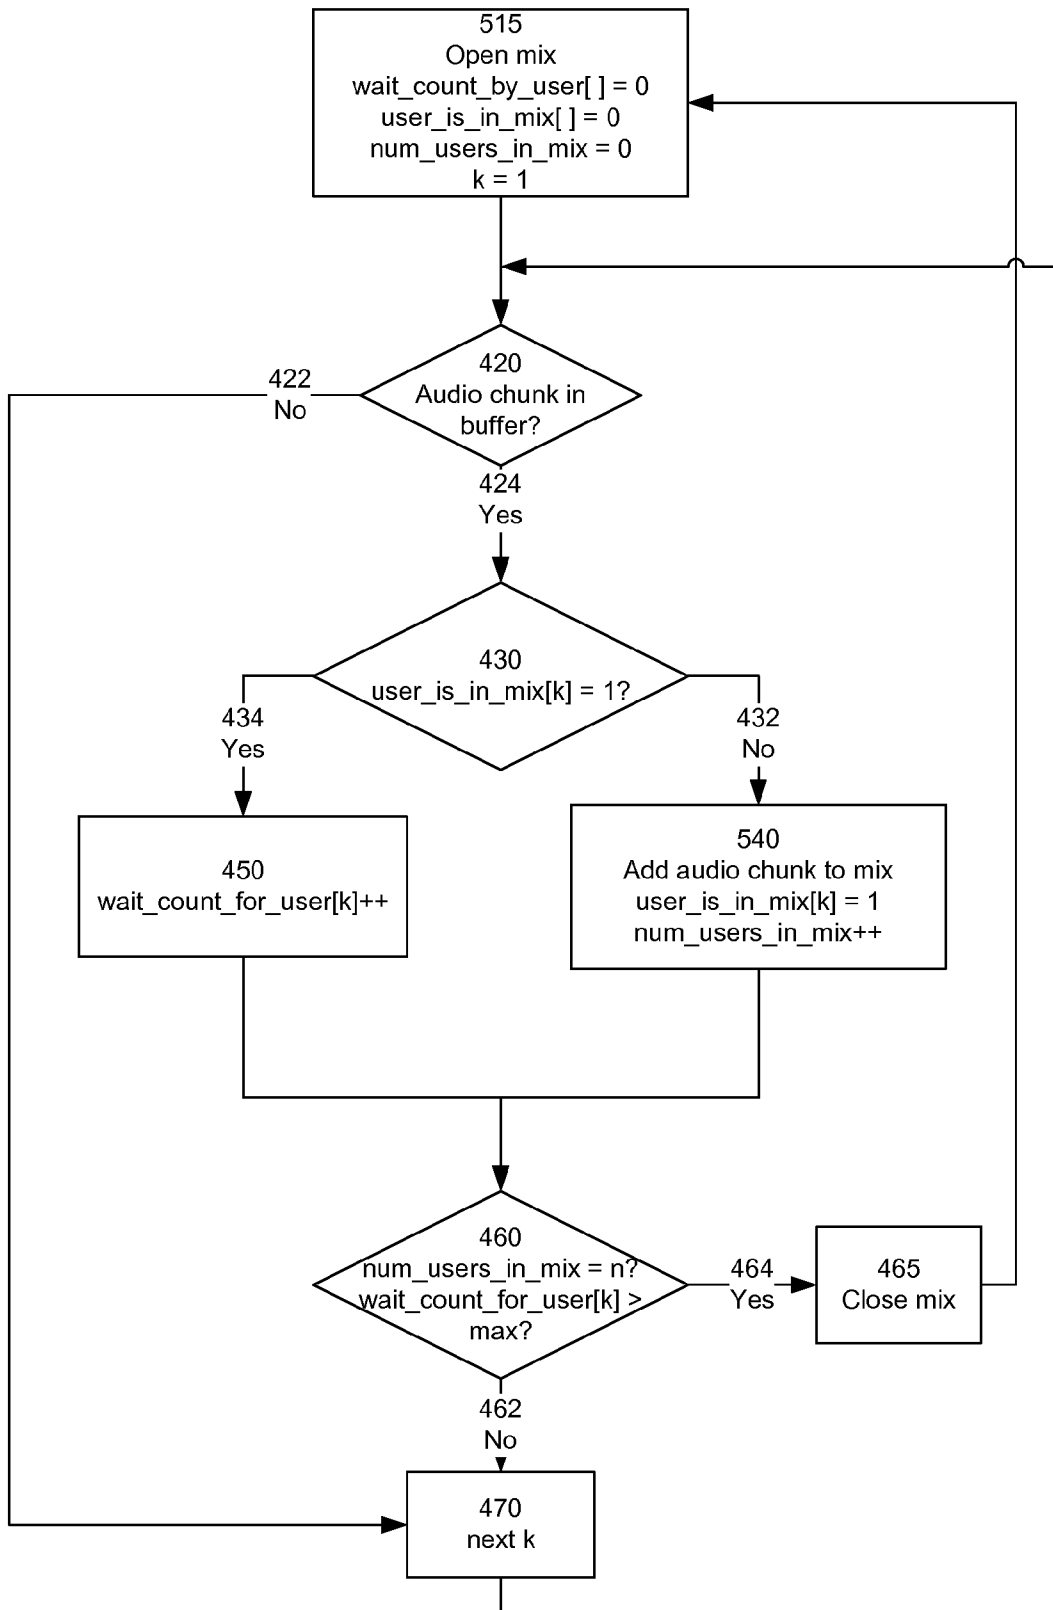 515
Open mix
wait_count_by_user[ ] = 0
user_is_in_mix[ ] = 0
num_users_in_mix = 0
k = 1
420
Audio chunk in
buffer?
422
No
424
Yes
430
user_is_in_mix[k] = 1?
434
Yes
432
No
450
wait_count_for_user[k]++
540
Add audio chunk to mix
user_is_in_mix[k] = 1
num_users_in_mix++
460
num_users_in_mix = n?
wait_count_for_user[k] >
max?
464
Yes
465
Close mix
462
No
470
next k